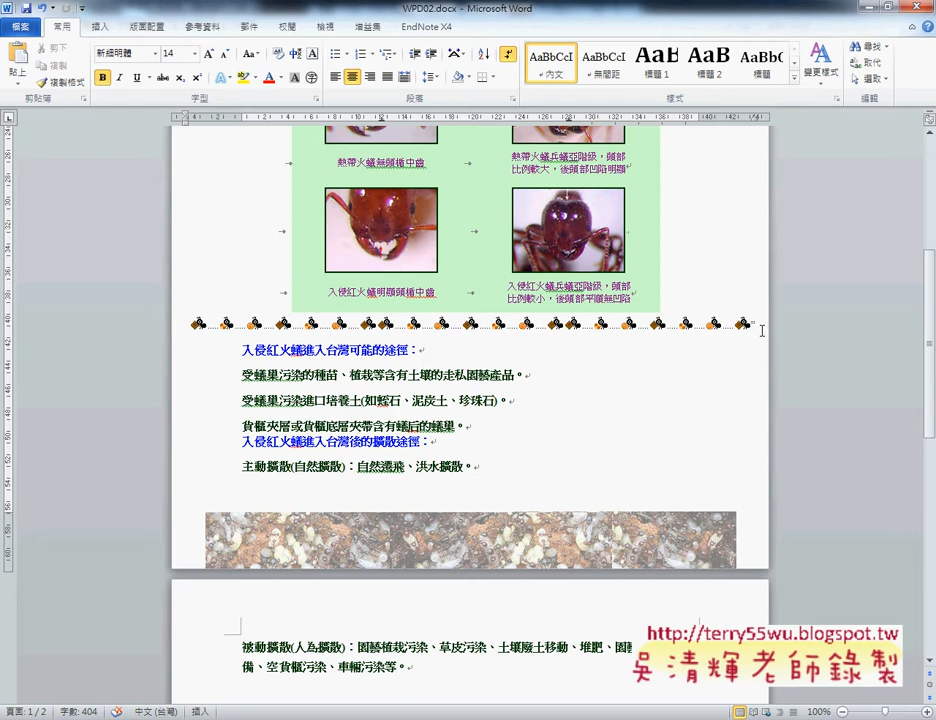 WPD02.docx - Microsoft Word
檔案 常用 插入 版面配置 參考資料 郵件 校閱 檢視 增益集 EndNote X4
貼上 剪下 複製 複製格式 剪貼簿
新細明體 14 字型
段落
AaBbCcI 內文
AaBbCcI 無間距
AaB 標題 1
AaB 標題 2
AaBb( 標題
變更樣式 樣式
尋找 取代 選取 編輯
熱帶火蟻無頭楯中齒
熱帶火蟻兵蟻亞階級，頭部
比例較大，後頭部凹陷明顯
入侵紅火蟻明顯頭楯中齒
入侵紅火蟻兵蟻亞階級，頭部
比例較小，後頭部平順無凹陷
入侵紅火蟻進入台灣可能的途徑：
受蟻巢污染的種苗、植栽等含有土壤的走私園藝產品。
受蟻巢污染進口培養土(如蛭石、泥炭土、珍珠石)。
貨櫃夾層或貨櫃底層夾帶含有蟻后的蟻巢。
入侵紅火蟻進入台灣後的擴散途徑：
主動擴散(自然擴散)：自然遷飛、洪水擴散。
被動擴散(人為擴散)：園藝植栽污染、草皮污染、土壤廢土移動、堆肥、園
備、空貨櫃污染、車輛污染等。
http://terry55wu.blogspot.tw
吳清輝老師錄製
頁面: 1 / 2 字數: 404 中文 (台灣) 插入 100%